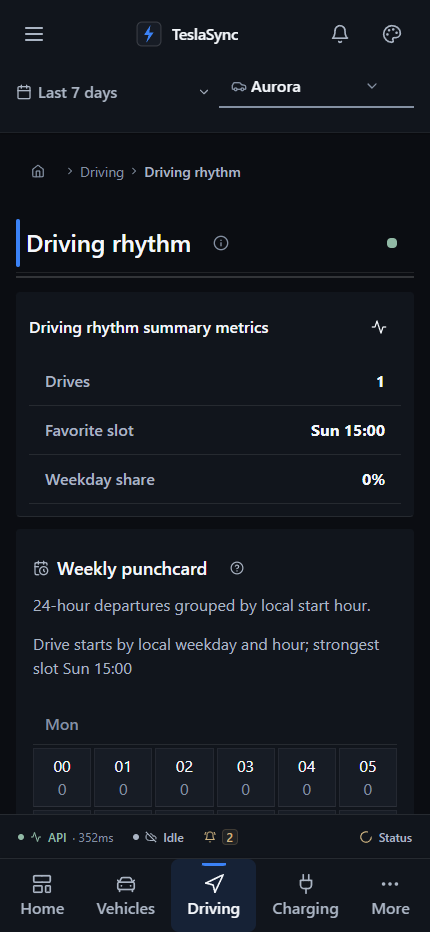 TeslaSync
Last 7 days
Aurora
Driving
Driving rhythm
Driving rhythm
Driving rhythm summary metrics
Drives
1
Favorite slot
Sun 15:00
Weekday share
0%
Weekly punchcard
24-hour departures grouped by local start hour.
Drive starts by local weekday and hour; strongest
slot Sun 15:00
Mon
00 01 02 03 04 05
0 0 0 0 0 0
API · 352ms
Idle
2
Status
Home
Vehicles
Driving
Charging
More